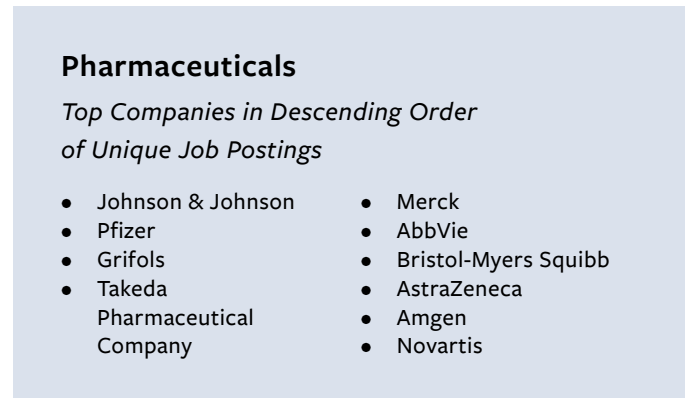 Pharmaceuticals
Top Companies in Descending Order
of Unique Job Postings
• Johnson & Johnson
• Pfizer
• Grifols
• Takeda
Pharmaceutical
Company
• Merck
• AbbVie
• Bristol-Myers Squibb
• AstraZeneca
• Amgen
• Novartis